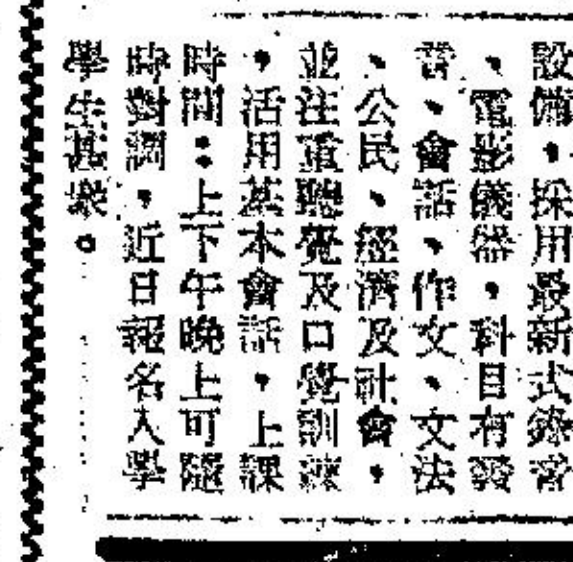 設備，採用最新式錄音
、電影儀器，科目有發
音、會話、作文、文法
、公民、經濟及社會，
並注重聽覺及口覺訓練
，活用基本會話，上課
時間：上下午晚上可隨
時對調，近日報名入學
學生甚衆。